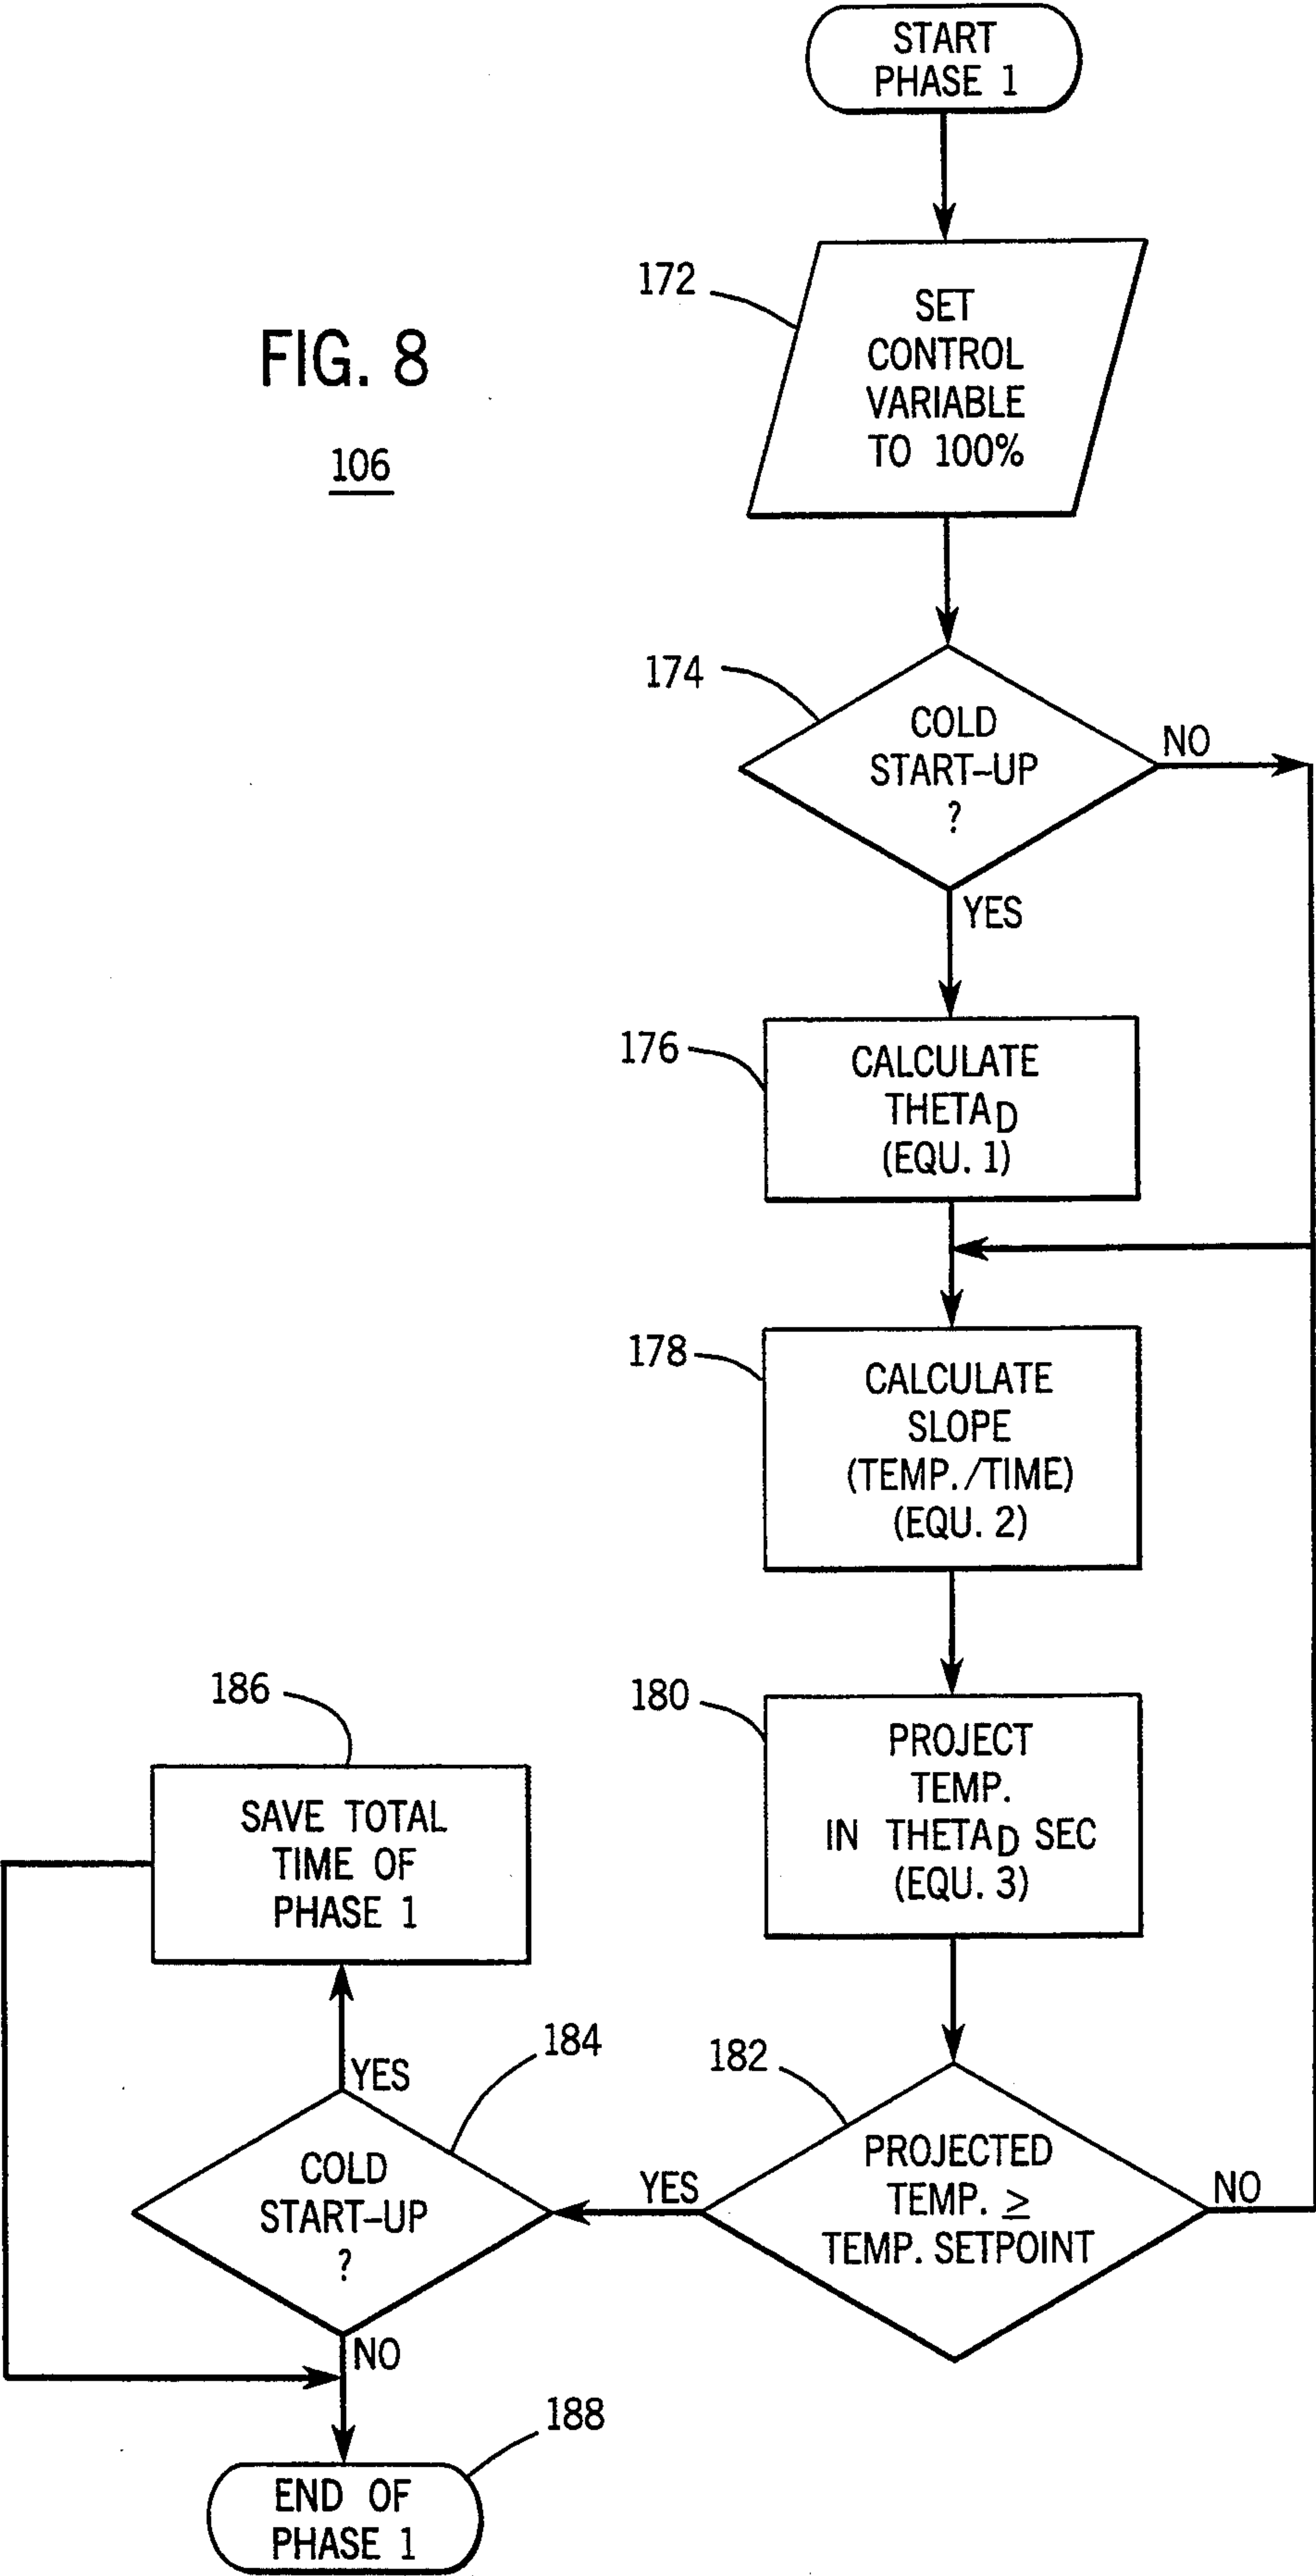 START
PHASE 1
FIG. 8
106
172
SET
CONTROL
VARIABLE
TO 100%
174
COLD
START-UP
?
NO
YES
176
CALCULATE
THETAD
(EQU. 1)
178
CALCULATE
SLOPE
(TEMP./TIME)
(EQU. 2)
180
PROJECT
TEMP.
IN THETAD SEC
(EQU. 3)
182
PROJECTED
TEMP. ≥
TEMP. SETPOINT
NO
YES
184
COLD
START-UP
?
YES
186
SAVE TOTAL
TIME OF
PHASE 1
NO
188
END OF
PHASE 1